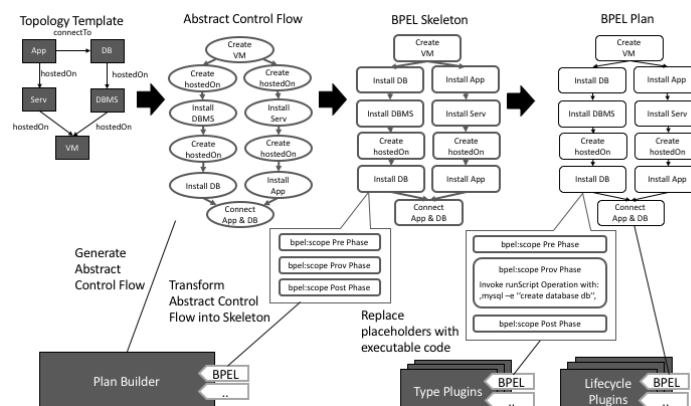 Topology Template
connectTo
App
DB
hostedOn
hostedOn
Serv
DBMS
hostedOn
hostedOn
VM
Abstract Control Flow
Create
VM
Create
hostedOn
Create
hostedOn
Install
DBMS
Install
Serv
Create
hostedOn
Create
hostedOn
Install DB
Install
App
Connect
App & DB
BPEL Skeleton
Create
VM
Install DB
Install App
Install DBMS
Install Serv
Create
hostedOn
Create
hostedOn
Install DB
Install App
Connect
App & DB
BPEL Plan
Create
VM
Install DB
Install App
Install DBMS
Install Serv
Create
hostedOn
Create
hostedOn
Install DB
Install App
Connect
App & DB
bpel:scope Pre Phase
bpel:scope Prov Phase
bpel:scope Post Phase
bpel:scope Pre Phase
bpel:scope Prov Phase
Invoke runScript Operation with:
‚mysql –e "create database db"‚
bpel:scope Post Phase
Generate
Abstract
Control Flow
Transform
Abstract Control
Flow into Skeleton
Replace
placeholders with
executable code
Plan Builder
BPEL
..
Type Plugins
BPEL
..
Lifecycle
Plugins
BPEL
..